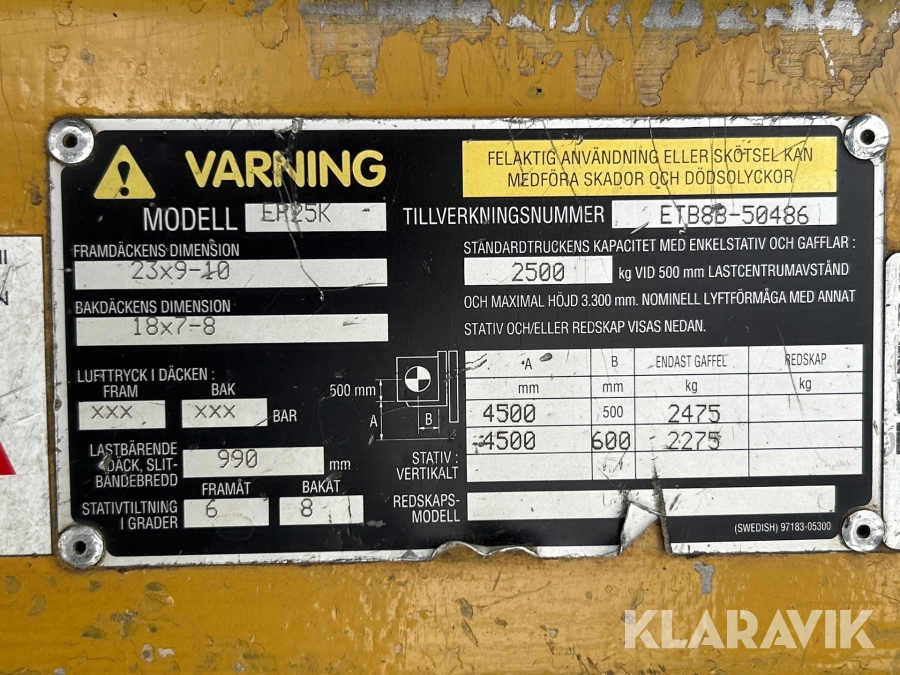 VARNING
FELAKTIG ANVÄNDNING ELLER SKÖTSEL KAN
MEDFÖRA SKADOR OCH DÖDSOLYCKOR
MODELL EP25K
TILLVERKNINGSNUMMER ETB8B-50486
FRAMDÄCKENS DIMENSION
23x9-10
BAKDÄCKENS DIMENSION
18x7-8
STANDARDTRUCKENS KAPACITET MED ENKELSTATIV OCH GAFFLAR :
2500 kg VID 500 mm LASTCENTRUMAVSTÅND
OCH MAXIMAL HÖJD 3.300 mm. NOMINELL LYFTFÖRMÅGA MED ANNAT
STATIV OCH/ELLER REDSKAP VISAS NEDAN.
LUFTTRYCK I DÄCKEN :
FRAM BAK
XXX XXX BAR
LASTBÄRENDE
DÄCK, SLIT-
BANDEBREDD
990 mm
FRAMÅT BAKÅT
STATIVTILTNING
I GRADER
6 8
500 mm
A
B
STATIV :
VERTIKALT
A B ENDAST GAFFEL REDSKAP
mm mm kg kg
4500 500 2475
4500 600 2275
REDSKAPS-
MODELL
(SWEDISH) 97183-05300
KLARAVIK